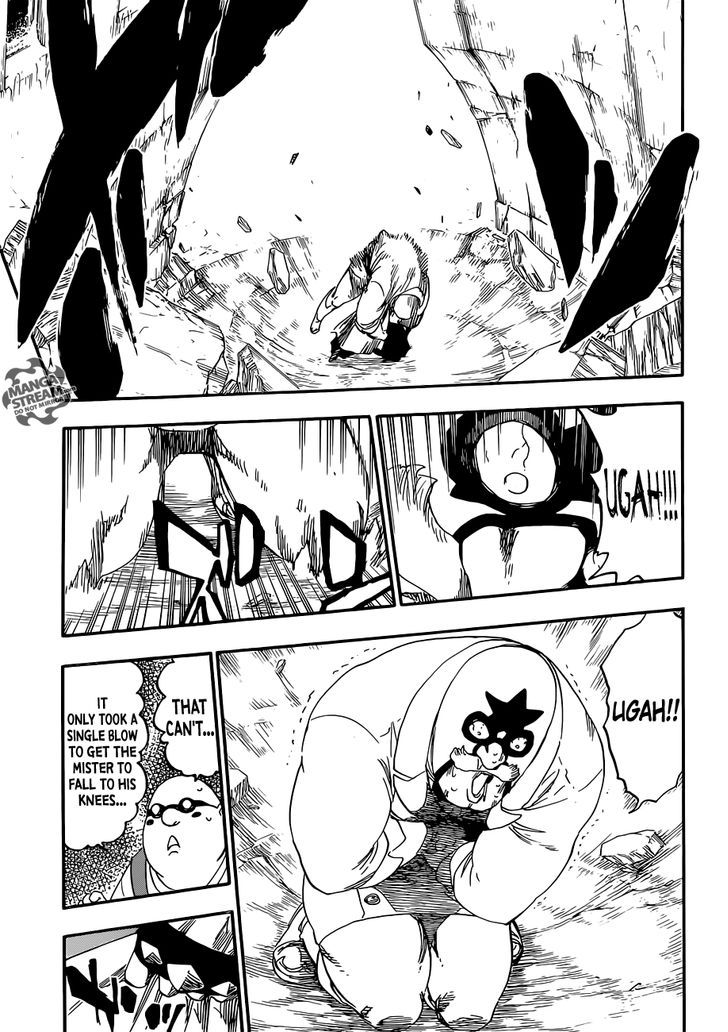 MANGA
STREAM
UGAH!!!
UGAH!!
THAT
CAN'T...
IT
ONLY TOOK A
SINGLE BLOW
TO GET THE
MISTER TO
FALL TO HIS
KNEES...